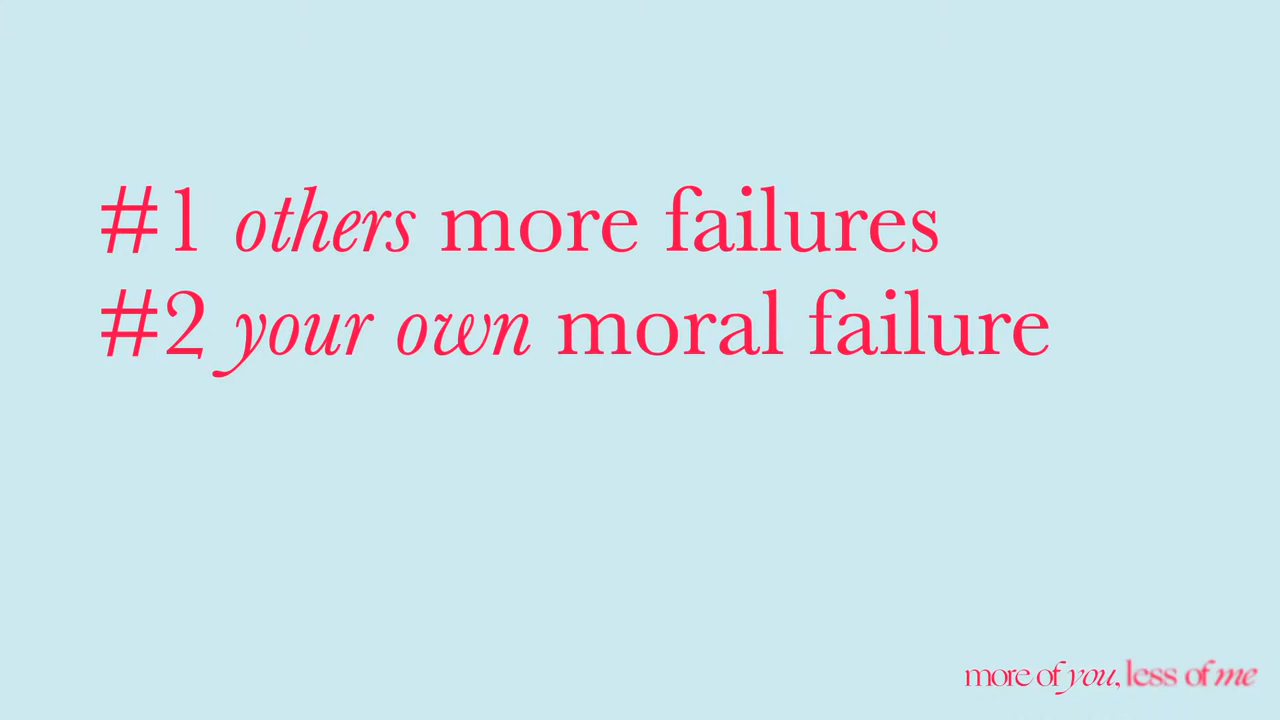 #1 others more failures
#2 your own moral failure
more of you, less of me